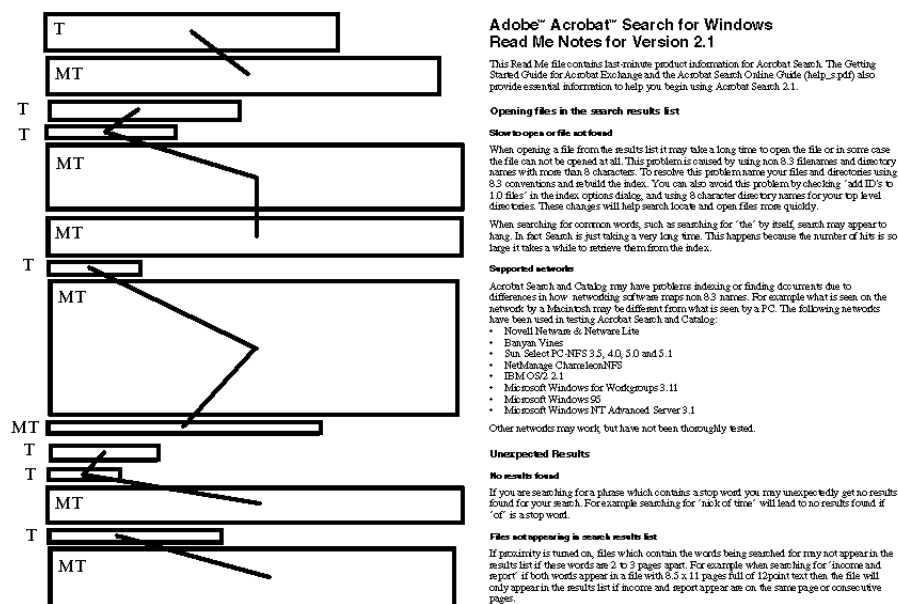 T
MT
T
T
MT
MT
T
MT
MT
T
T
MT
T
MT
Adobe™ Acrobat™ Search for Windows
Read Me Notes for Version 2.1
This Read Me file contains last-minute product information for Acrobat Search. The Getting
Started Guide for Acrobat Exchange and the Acrobat Search Online Guide (help_s.pdf) also
provide essential information to help you begin using Acrobat Search 2.1.
Opening files in the search results list
Slow to open or file not found
When opening a file from the results list it may take a long time to open the file or in some case
the file can not be opened at all. This problem is caused by using non 8.3 filenames and directory
names with more than 8 characters. To resolve this problem name your files and directories using
8.3 conventions and rebuild the index. You can also avoid this problem by checking ´add ID's to
1.0 files´ in the index options dialog, and using 8 character directory names for your top level
directories. These changes will help search locate and open files more quickly.
When searching for common words, such as searching for ´the´ by itself, search may appear to
hang. In fact Search is just taking a very long time. This happens because the number of hits is so
large it takes a while to retrieve them from the index.
Supported networks
Acrobat Search and Catalog may have problems indexing or finding documents due to
differences in how networking software maps non 8.3 names. For example what is seen on the
network by a Macintosh may be different from what is seen by a PC. The following networks
have been used in testing Acrobat Search and Catalog:
• Novell Netware & Netware Lite
• Banyan Vines
• Sun Select PC-NFS 3.5, 4.0, 5.0 and 5.1
• NetManage ChameleonNFS
• IBM OS/2 2.1
• Microsoft Windows for Workgroups 3.11
• Microsoft Windows 95
• Microsoft Windows NT Advanced Server 3.1
Other networks may work, but have not been thoroughly tested.
Unexpected Results
No results found
If you are searching for a phrase which contains a stop word you may unexpectedly get no results
found for your search. For example searching for ´nick of time´ will lead to no results found if
´of´ is a stop word.
Files not appearing in search results list
If proximity is turned on, files which contain the words being searched for may not appear in the
results list if these words are 2 to 3 pages apart. For example when searching for ´income and
report´ if both words appear in a file with 8.5 x 11 pages full of 12point text then the file will
only appear in the results list if income and report appear are on the same page or consecutive
pages.